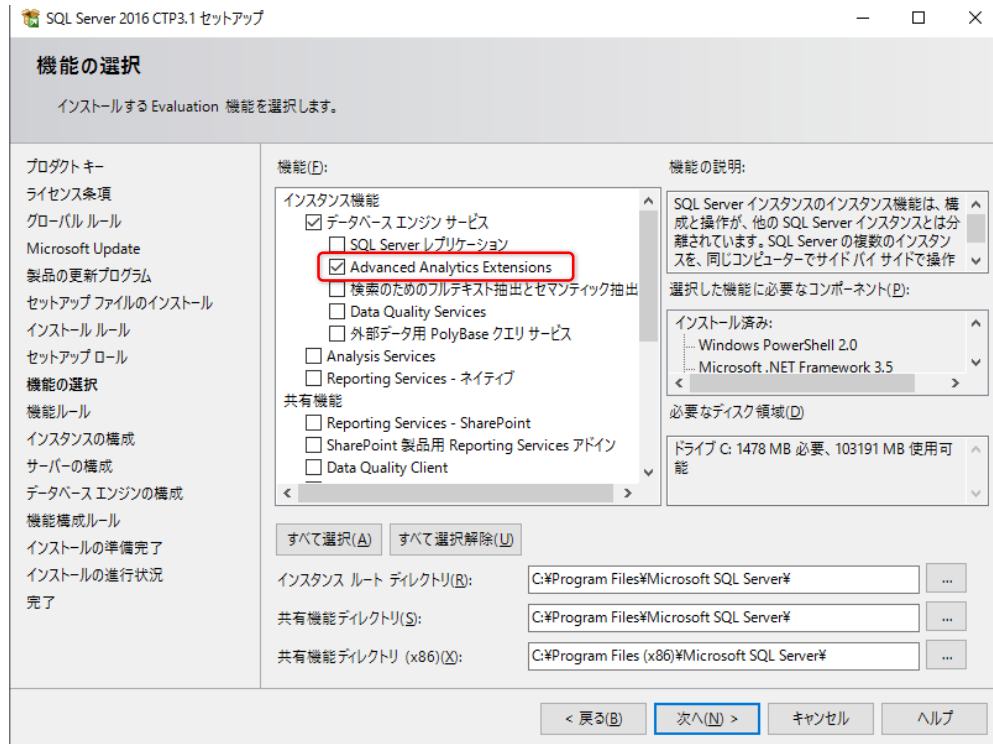 SQL Server 2016 CTP3.1 セットアップ
機能の選択
インストールする Evaluation 機能を選択します。
プロダクト キー
ライセンス条項
グローバル ルール
Microsoft Update
製品の更新プログラム
セットアップ ファイルのインストール
インストール ルール
セットアップ ロール
機能の選択
機能ルール
インスタンスの構成
サーバーの構成
データベース エンジンの構成
機能構成ルール
インストールの準備完了
インストールの進行状況
完了
機能(F):
インスタンス機能
データベース エンジン サービス
SQL Server レプリケーション
Advanced Analytics Extensions
検索のためのフルテキスト抽出とセマンティック抽出
Data Quality Services
外部データ用 PolyBase クエリ サービス
Analysis Services
Reporting Services - ネイティブ
共有機能
Reporting Services - SharePoint
SharePoint 製品用 Reporting Services アドイン
Data Quality Client
機能の説明:
SQL Server インスタンスのインスタンス機能は、構
成と操作が、他の SQL Server インスタンスとは分
離されています。SQL Server の複数のインスタン
スを、同じコンピューターでサイド バイ サイドで操作
選択した機能に必要なコンポーネント(P):
インストール済み:
Windows PowerShell 2.0
Microsoft .NET Framework 3.5
必要なディスク領域(D)
ドライブ C: 1478 MB 必要、103191 MB 使用可
能
すべて選択(A)
すべて選択解除(U)
インスタンス ルート ディレクトリ(R):
C:¥Program Files¥Microsoft SQL Server¥
...
共有機能ディレクトリ(S):
C:¥Program Files¥Microsoft SQL Server¥
...
共有機能ディレクトリ (x86)(X):
C:¥Program Files (x86)¥Microsoft SQL Server¥
...
< 戻る(B)
次へ(N) >
キャンセル
ヘルプ